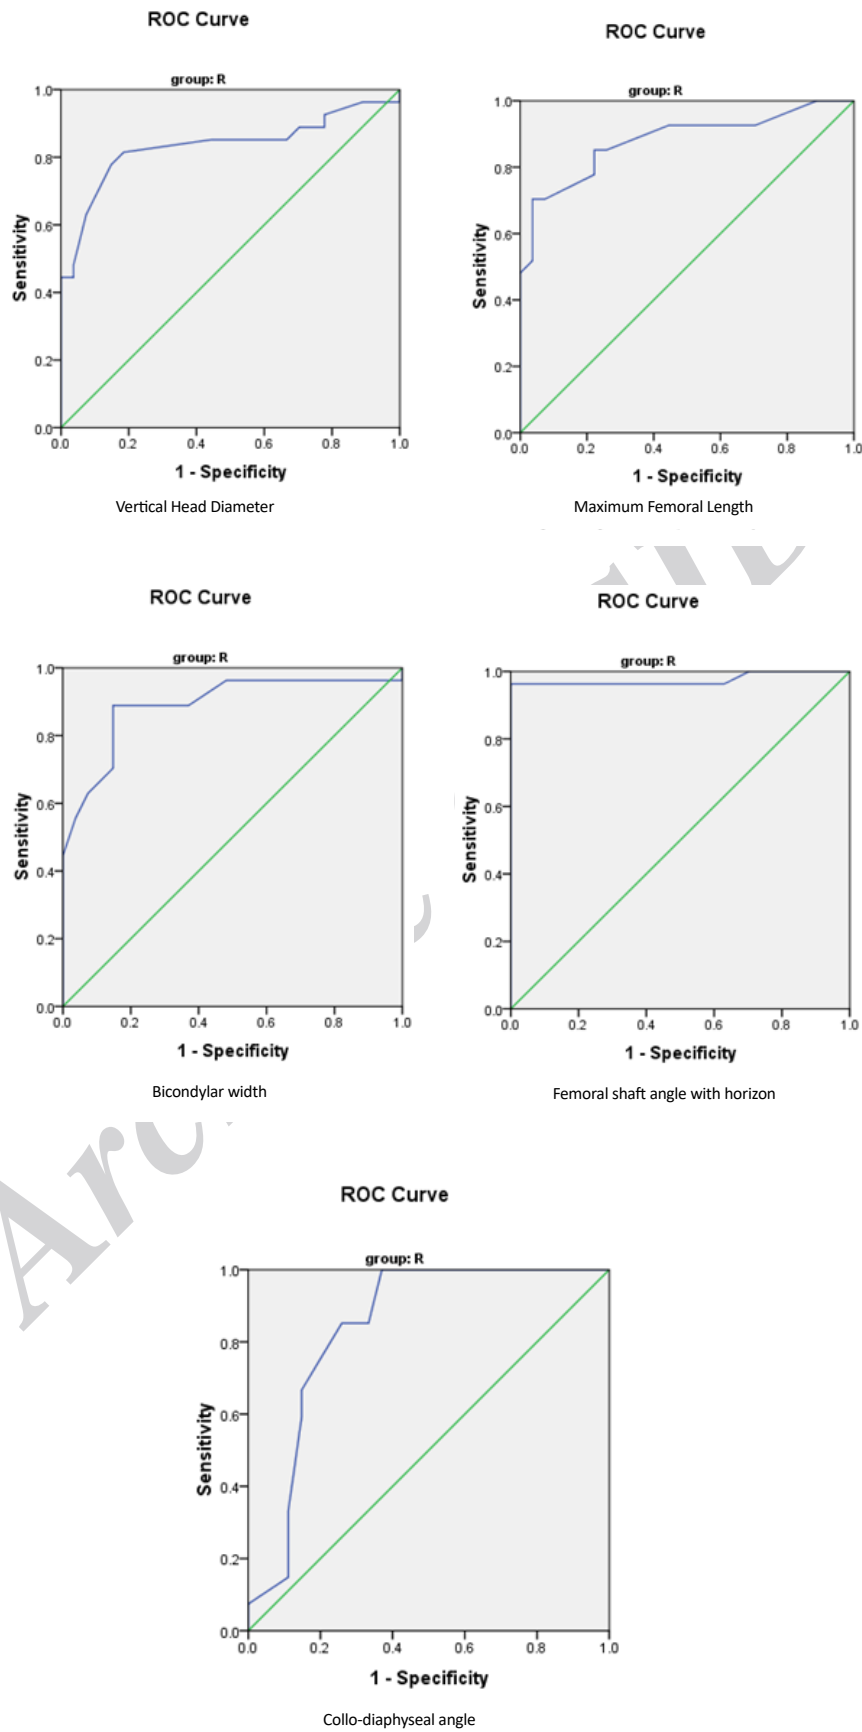 ROC Curve
group: R
1.0
0.8
0.6
0.4
0.2
0.0
Sensitivity
0.0 0.2 0.4 0.6 0.8 1.0
1 - Specificity
Vertical Head Diameter
ROC Curve
group: R
1.0
0.8
0.6
0.4
0.2
0.0
Sensitivity
0.0 0.2 0.4 0.6 0.8 1.0
1 - Specificity
Maximum Femoral Length
ROC Curve
group: R
1.0
0.8
0.6
0.4
0.2
0.0
Sensitivity
0.0 0.2 0.4 0.6 0.8 1.0
1 - Specificity
Bicondylar width
ROC Curve
group: R
1.0
0.8
0.6
0.4
0.2
0.0
Sensitivity
0.0 0.2 0.4 0.6 0.8 1.0
1 - Specificity
Femoral shaft angle with horizon
ROC Curve
group: R
1.0
0.8
0.6
0.4
0.2
0.0
Sensitivity
0.0 0.2 0.4 0.6 0.8 1.0
1 - Specificity
Collo-diaphyseal angle